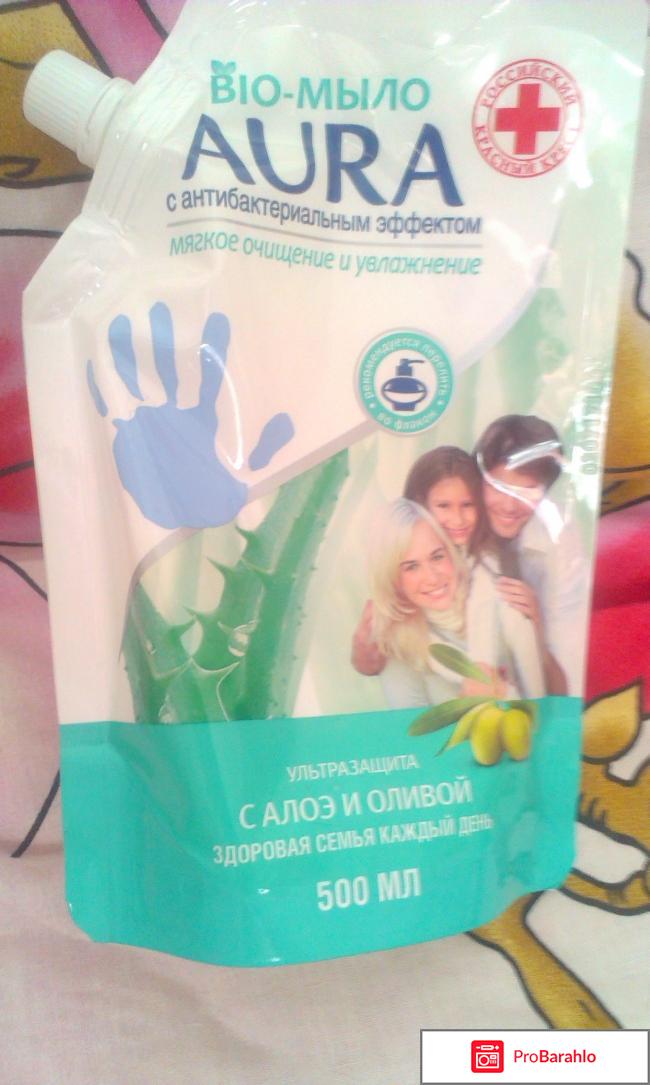 BIO-МЫЛО
AURA
с антибактериальным эффектом
мягкое очищение и увлажнение
РОССИЙСКИЙ
КРАСНЫЙ КРЕСТ
рекомендуется перелить
во флакон
УЛЬТРАЗАЩИТА
С АЛОЭ И ОЛИВОЙ
ЗДОРОВАЯ СЕМЬЯ КАЖДЫЙ ДЕНЬ
500 МЛ
ProBarahlo